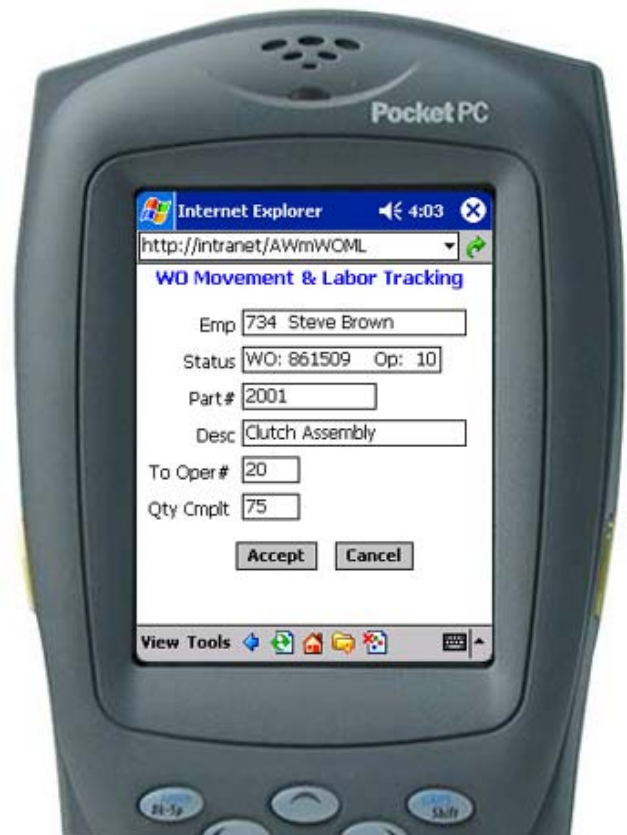 Pocket PC
Internet Explorer 4:03
http://intranet/AWmWOML
WO Movement & Labor Tracking
Emp 734 Steve Brown
Status WO: 861509 Op: 10
Part# 2001
Desc Clutch Assembly
To Oper# 20
Qty Cmplt 75
Accept Cancel
View Tools
Bk-Sp Shift